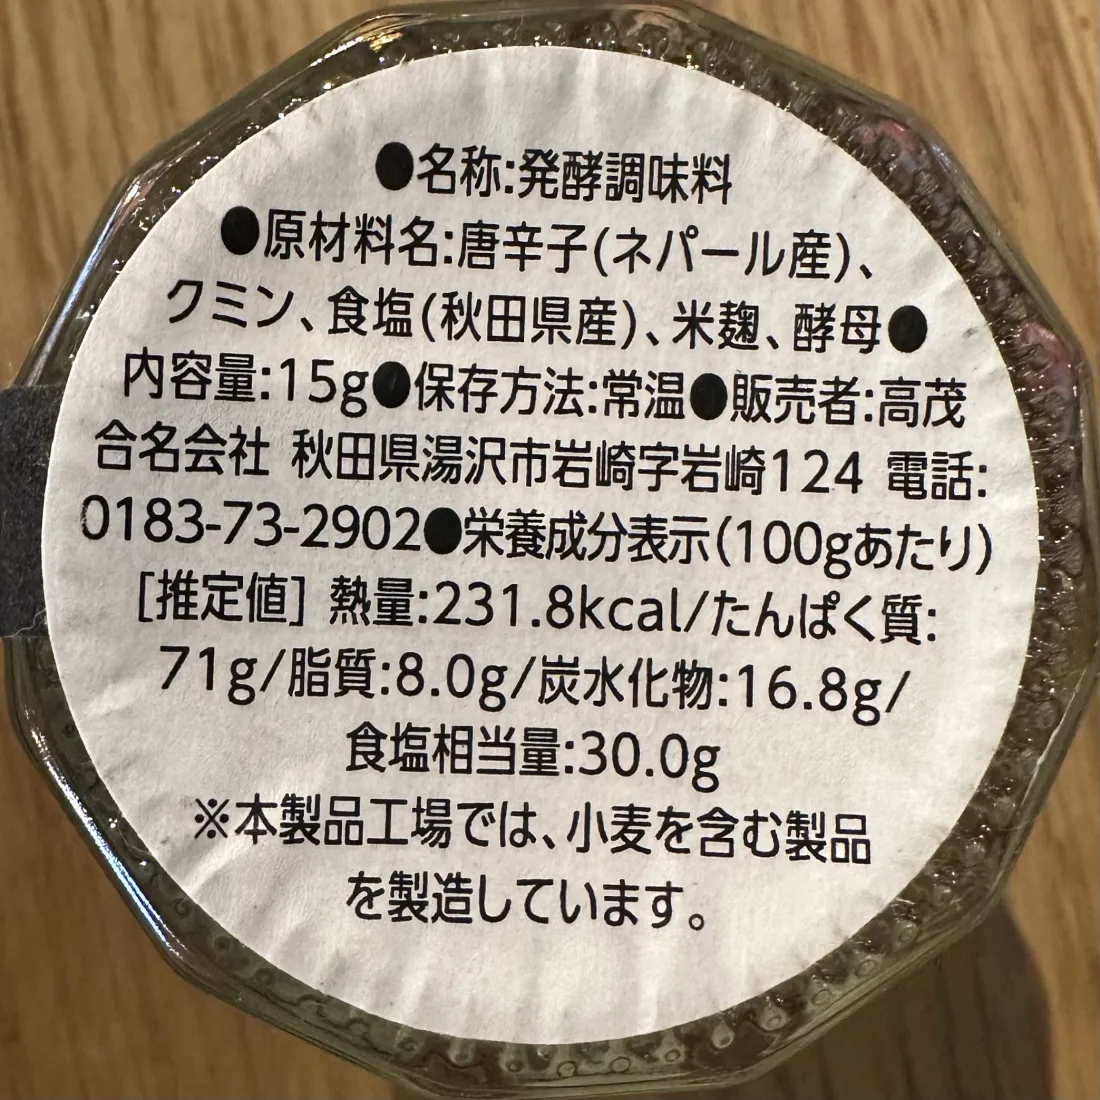 ●名称:発酵調味料
●原材料名:唐辛子(ネパール産)、
クミン、食塩(秋田県産)、米麹、酵母●
内容量:15g●保存方法:常温●販売者:高茂
合名会社 秋田県湯沢市岩崎字岩崎124 電話:
0183-73-2902●栄養成分表示(100gあたり)
[推定値] 熱量:231.8kcal/たんぱく質:
71g/脂質:8.0g/炭水化物:16.8g/
食塩相当量:30.0g
※本製品工場では、小麦を含む製品
を製造しています。